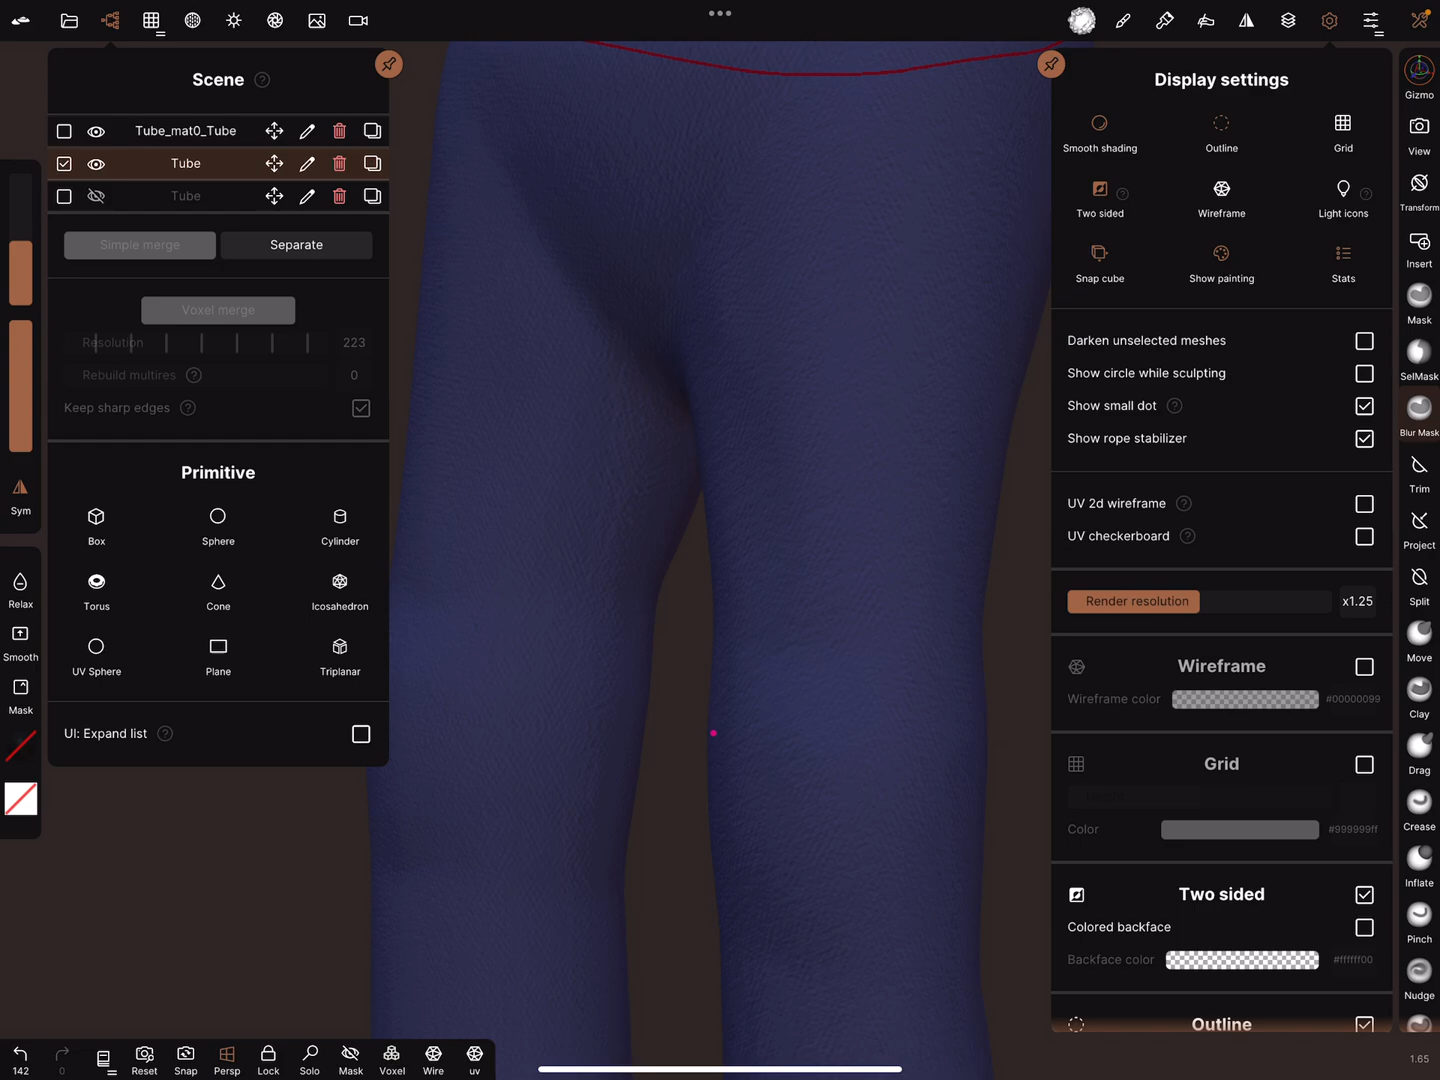 Scene
Tube_mat0_Tube
Tube
Tube
Simple merge
Separate
Voxel merge
Resolution
223
Rebuild multires
0
Keep sharp edges
Primitive
Box
Sphere
Cylinder
Torus
Cone
Icosahedron
UV Sphere
Plane
Triplanar
UI: Expand list
Sym
Relax
Smooth
Mask
142
0
Reset
Snap
Persp
Lock
Solo
Mask
Voxel
Wire
uv
Display settings
Smooth shading
Outline
Grid
Two sided
Wireframe
Light icons
Snap cube
Show painting
Stats
Darken unselected meshes
Show circle while sculpting
Show small dot
Show rope stabilizer
UV 2d wireframe
UV checkerboard
Render resolution
x1.25
Wireframe
Wireframe color
#00000099
Grid
Color
#999999ff
Two sided
Colored backface
Backface color
#ffffff00
Outline
Gizmo
View
Transform
Insert
Mask
SelMask
Blur Mask
Trim
Project
Split
Move
Clay
Drag
Crease
Inflate
Pinch
Nudge
1.65